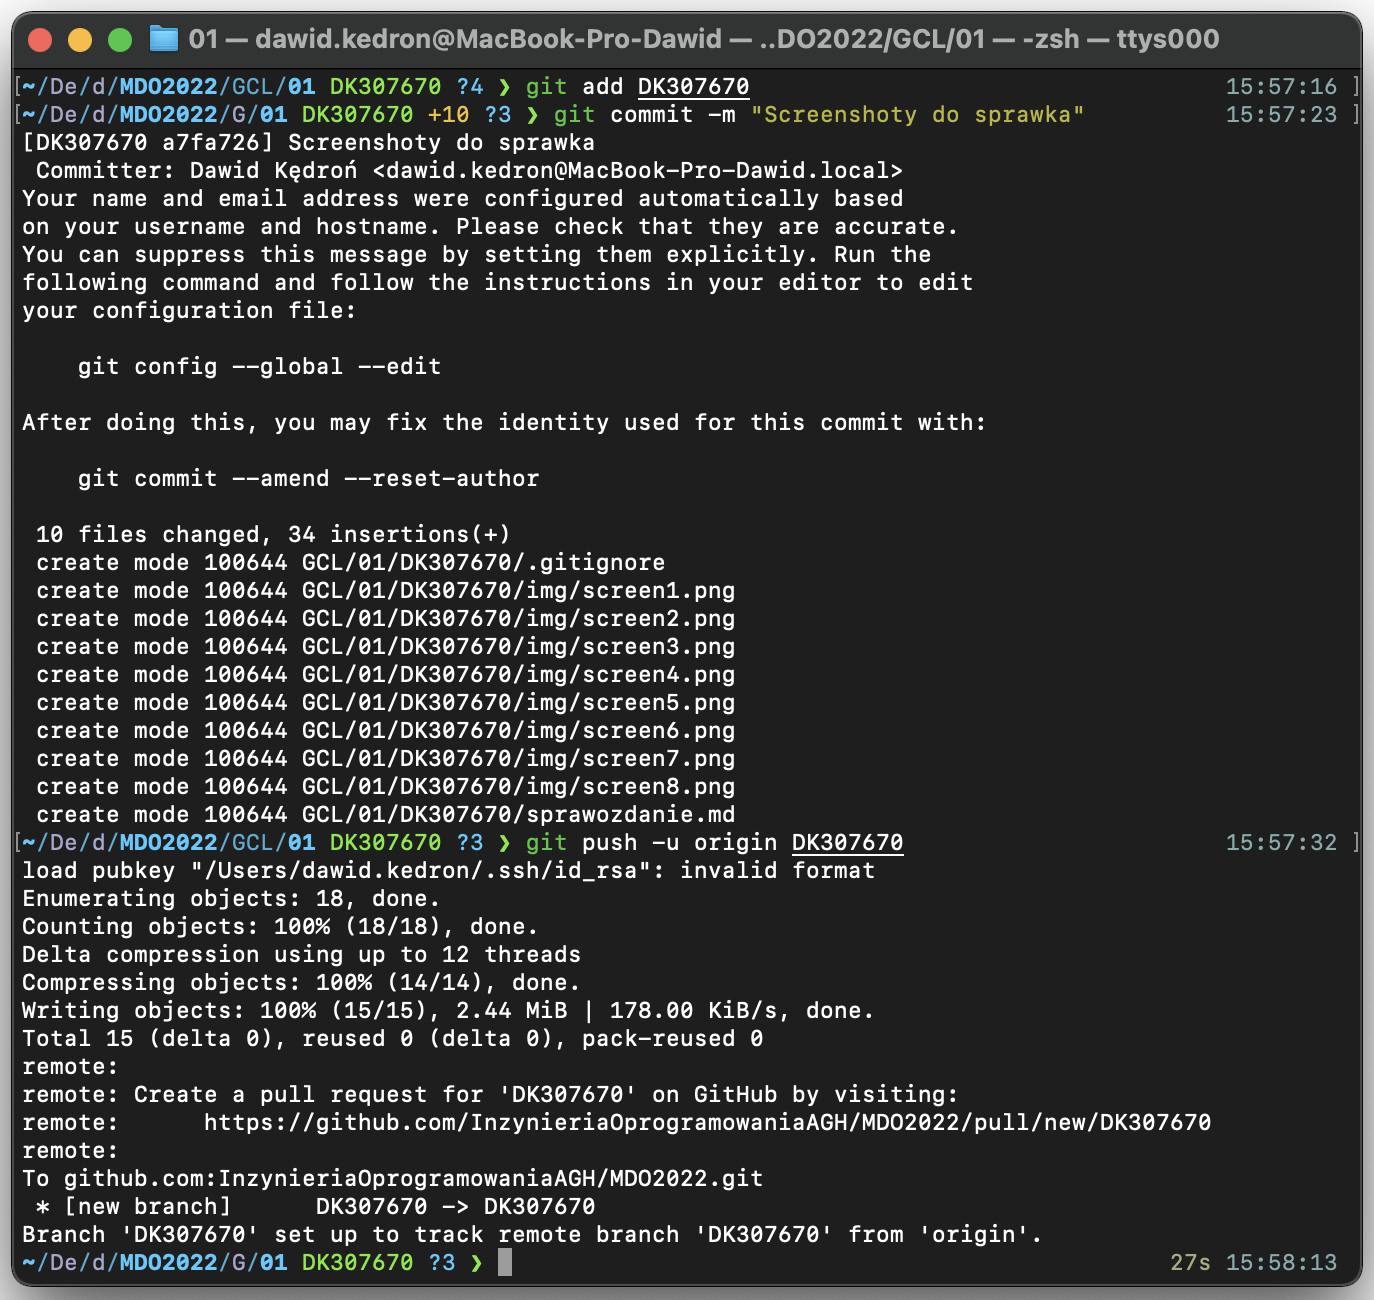 01 — dawid.kedron@MacBook-Pro-Dawid — ..DO2022/GCL/01 — -zsh — ttys000
[~/De/d/MDO2022/GCL/01 DK307670 ?4 ❯ git add DK307670 15:57:16 ]
[~/De/d/MDO2022/G/01 DK307670 +10 ?3 ❯ git commit -m "Screenshoty do sprawka" 15:57:23 ]
[DK307670 a7fa726] Screenshoty do sprawka
 Committer: Dawid Kędroń <dawid.kedron@MacBook-Pro-Dawid.local>
Your name and email address were configured automatically based
on your username and hostname. Please check that they are accurate.
You can suppress this message by setting them explicitly. Run the
following command and follow the instructions in your editor to edit
your configuration file:
    git config --global --edit
After doing this, you may fix the identity used for this commit with:
    git commit --amend --reset-author
 10 files changed, 34 insertions(+)
 create mode 100644 GCL/01/DK307670/.gitignore
 create mode 100644 GCL/01/DK307670/img/screen1.png
 create mode 100644 GCL/01/DK307670/img/screen2.png
 create mode 100644 GCL/01/DK307670/img/screen3.png
 create mode 100644 GCL/01/DK307670/img/screen4.png
 create mode 100644 GCL/01/DK307670/img/screen5.png
 create mode 100644 GCL/01/DK307670/img/screen6.png
 create mode 100644 GCL/01/DK307670/img/screen7.png
 create mode 100644 GCL/01/DK307670/img/screen8.png
 create mode 100644 GCL/01/DK307670/sprawozdanie.md
[~/De/d/MDO2022/GCL/01 DK307670 ?3 ❯ git push -u origin DK307670 15:57:32 ]
load pubkey "/Users/dawid.kedron/.ssh/id_rsa": invalid format
Enumerating objects: 18, done.
Counting objects: 100% (18/18), done.
Delta compression using up to 12 threads
Compressing objects: 100% (14/14), done.
Writing objects: 100% (15/15), 2.44 MiB | 178.00 KiB/s, done.
Total 15 (delta 0), reused 0 (delta 0), pack-reused 0
remote:
remote: Create a pull request for 'DK307670' on GitHub by visiting:
remote:      https://github.com/InzynieriaOprogramowaniaAGH/MDO2022/pull/new/DK307670
remote:
To github.com:InzynieriaOprogramowaniaAGH/MDO2022.git
 * [new branch]      DK307670 -> DK307670
Branch 'DK307670' set up to track remote branch 'DK307670' from 'origin'.
~/De/d/MDO2022/G/01 DK307670 ?3 ❯ 27s 15:58:13